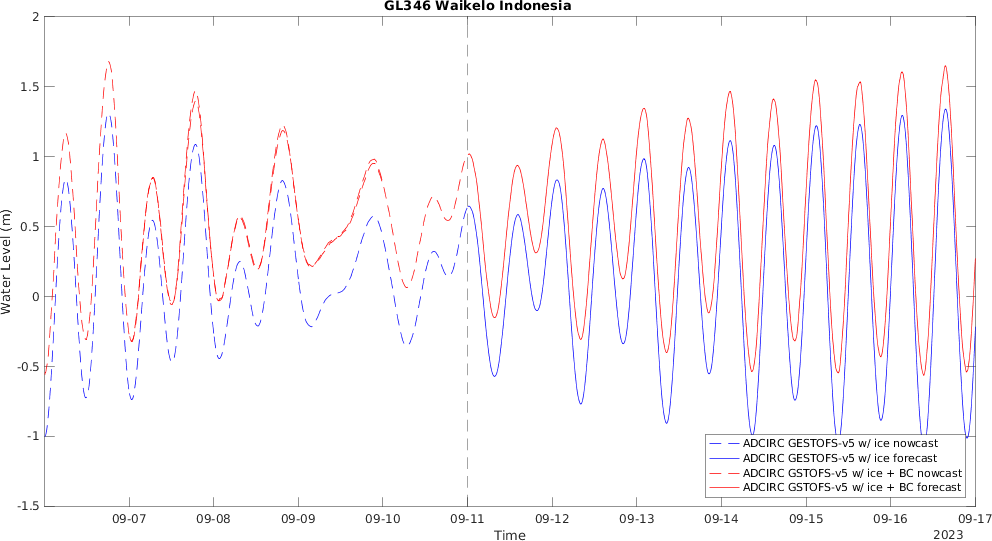 GL346 Waikelo Indonesia
2
1.5
1
0.5
0
-0.5
-1
-1.5
Water Level (m)
ADCIRC GESTOFS-v5 w/ ice nowcast
ADCIRC GESTOFS-v5 w/ ice forecast
ADCIRC GSTOFS-v5 w/ ice + BC nowcast
ADCIRC GSTOFS-v5 w/ ice + BC forecast
09-07 09-08 09-09 09-10 09-11 09-12 09-13 09-14 09-15 09-16 09-17
Time
2023